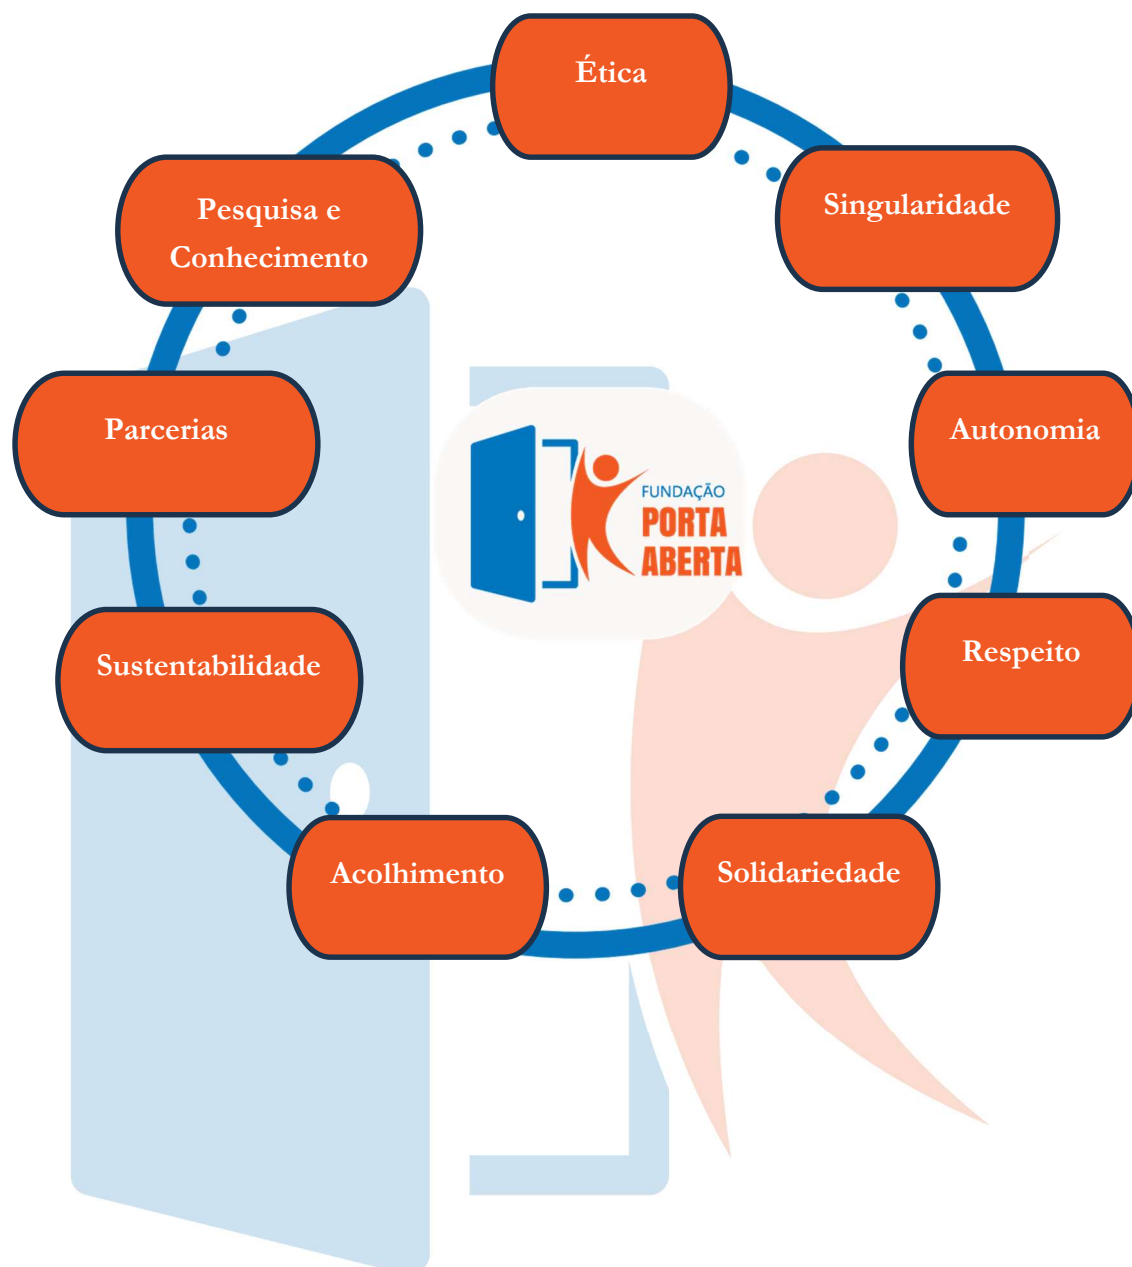 Ética
Singularidade
Pesquisa e
Conhecimento
Parcerias
Autonomia
FUNDAÇÃO
PORTA
ABERTA
Sustentabilidade
Respeito
Acolhimento
Solidariedade